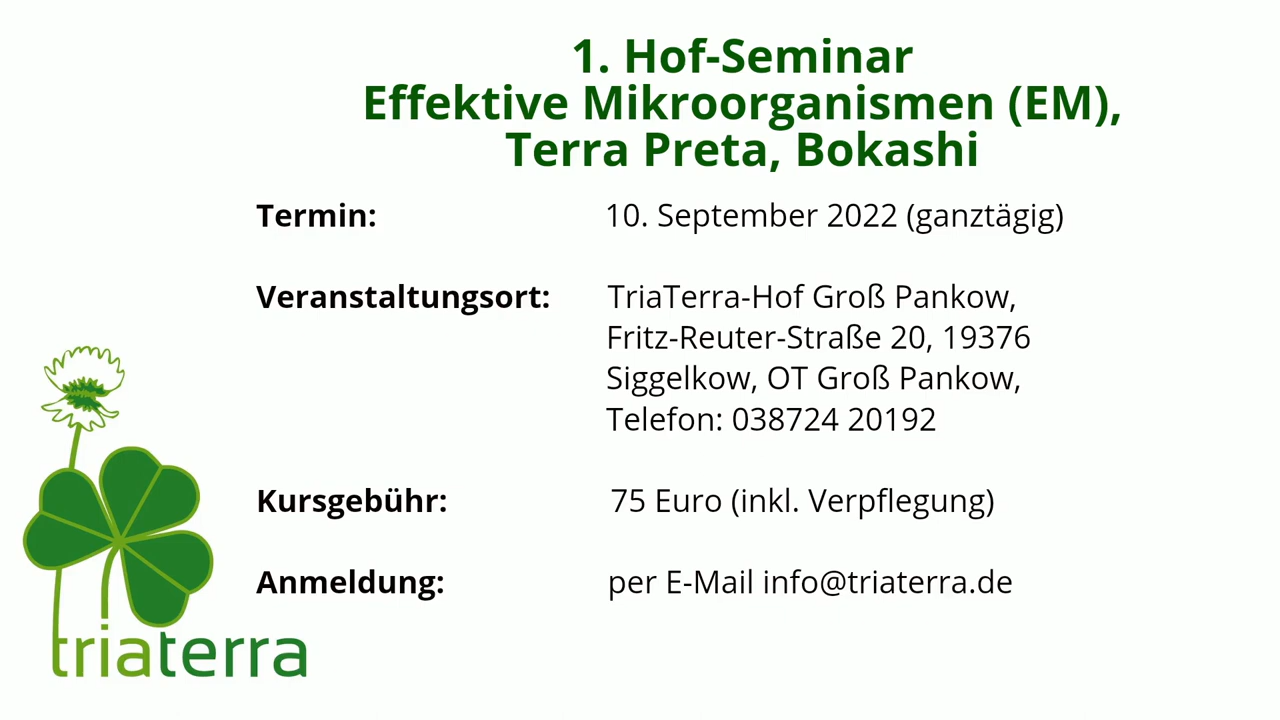 1. Hof-Seminar
Effektive Mikroorganismen (EM),
Terra Preta, Bokashi
Termin: 10. September 2022 (ganztägig)
Veranstaltungsort: TriaTerra-Hof Groß Pankow,
Fritz-Reuter-Straße 20, 19376
Siggelkow, OT Groß Pankow,
Telefon: 038724 20192
Kursgebühr: 75 Euro (inkl. Verpflegung)
Anmeldung: per E-Mail info@triaterra.de
triaterra